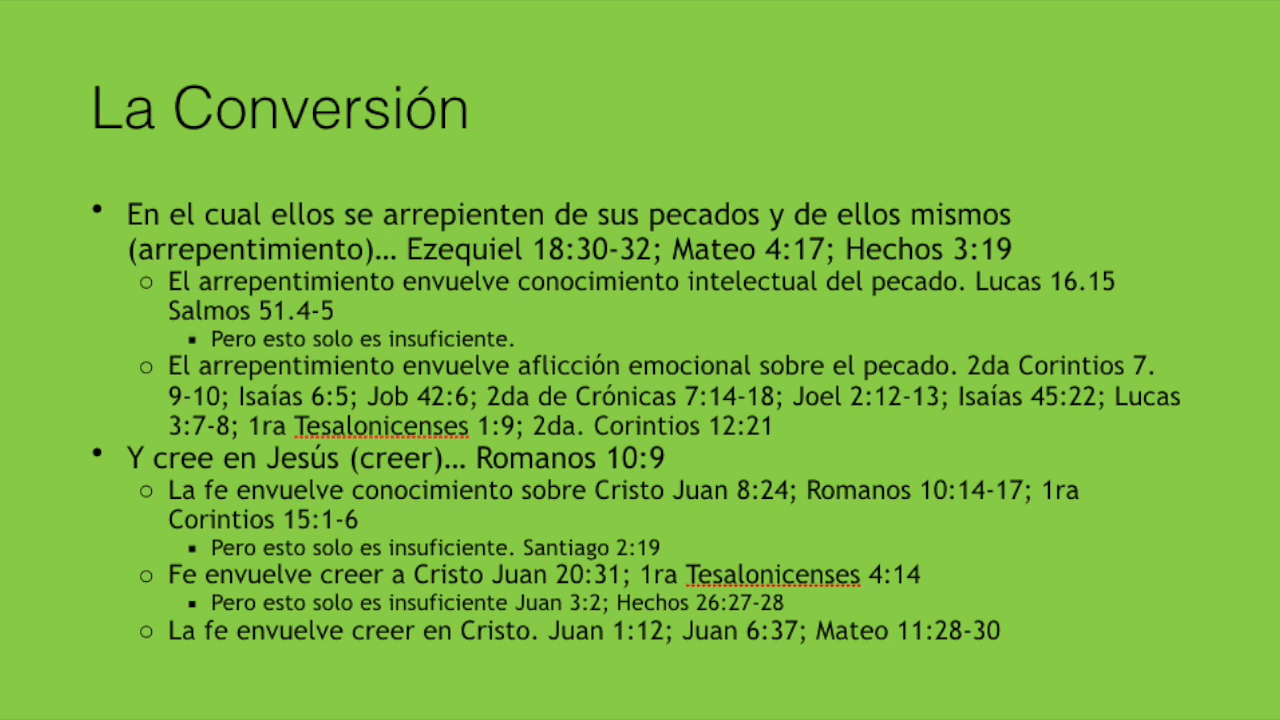 La Conversión
• En el cual ellos se arrepienten de sus pecados y de ellos mismos
(arrepentimiento)… Ezequiel 18:30-32; Mateo 4:17; Hechos 3:19
○ El arrepentimiento envuelve conocimiento intelectual del pecado. Lucas 16.15
Salmos 51.4-5
▪ Pero esto solo es insuficiente.
○ El arrepentimiento envuelve aflicción emocional sobre el pecado. 2da Corintios 7.
9-10; Isaías 6:5; Job 42:6; 2da de Crónicas 7:14-18; Joel 2:12-13; Isaías 45:22; Lucas
3:7-8; 1ra Tesalonicenses 1:9; 2da. Corintios 12:21
• Y cree en Jesús (creer)… Romanos 10:9
○ La fe envuelve conocimiento sobre Cristo Juan 8:24; Romanos 10:14-17; 1ra
Corintios 15:1-6
▪ Pero esto solo es insuficiente. Santiago 2:19
○ Fe envuelve creer a Cristo Juan 20:31; 1ra Tesalonicenses 4:14
▪ Pero esto solo es insuficiente Juan 3:2; Hechos 26:27-28
○ La fe envuelve creer en Cristo. Juan 1:12; Juan 6:37; Mateo 11:28-30